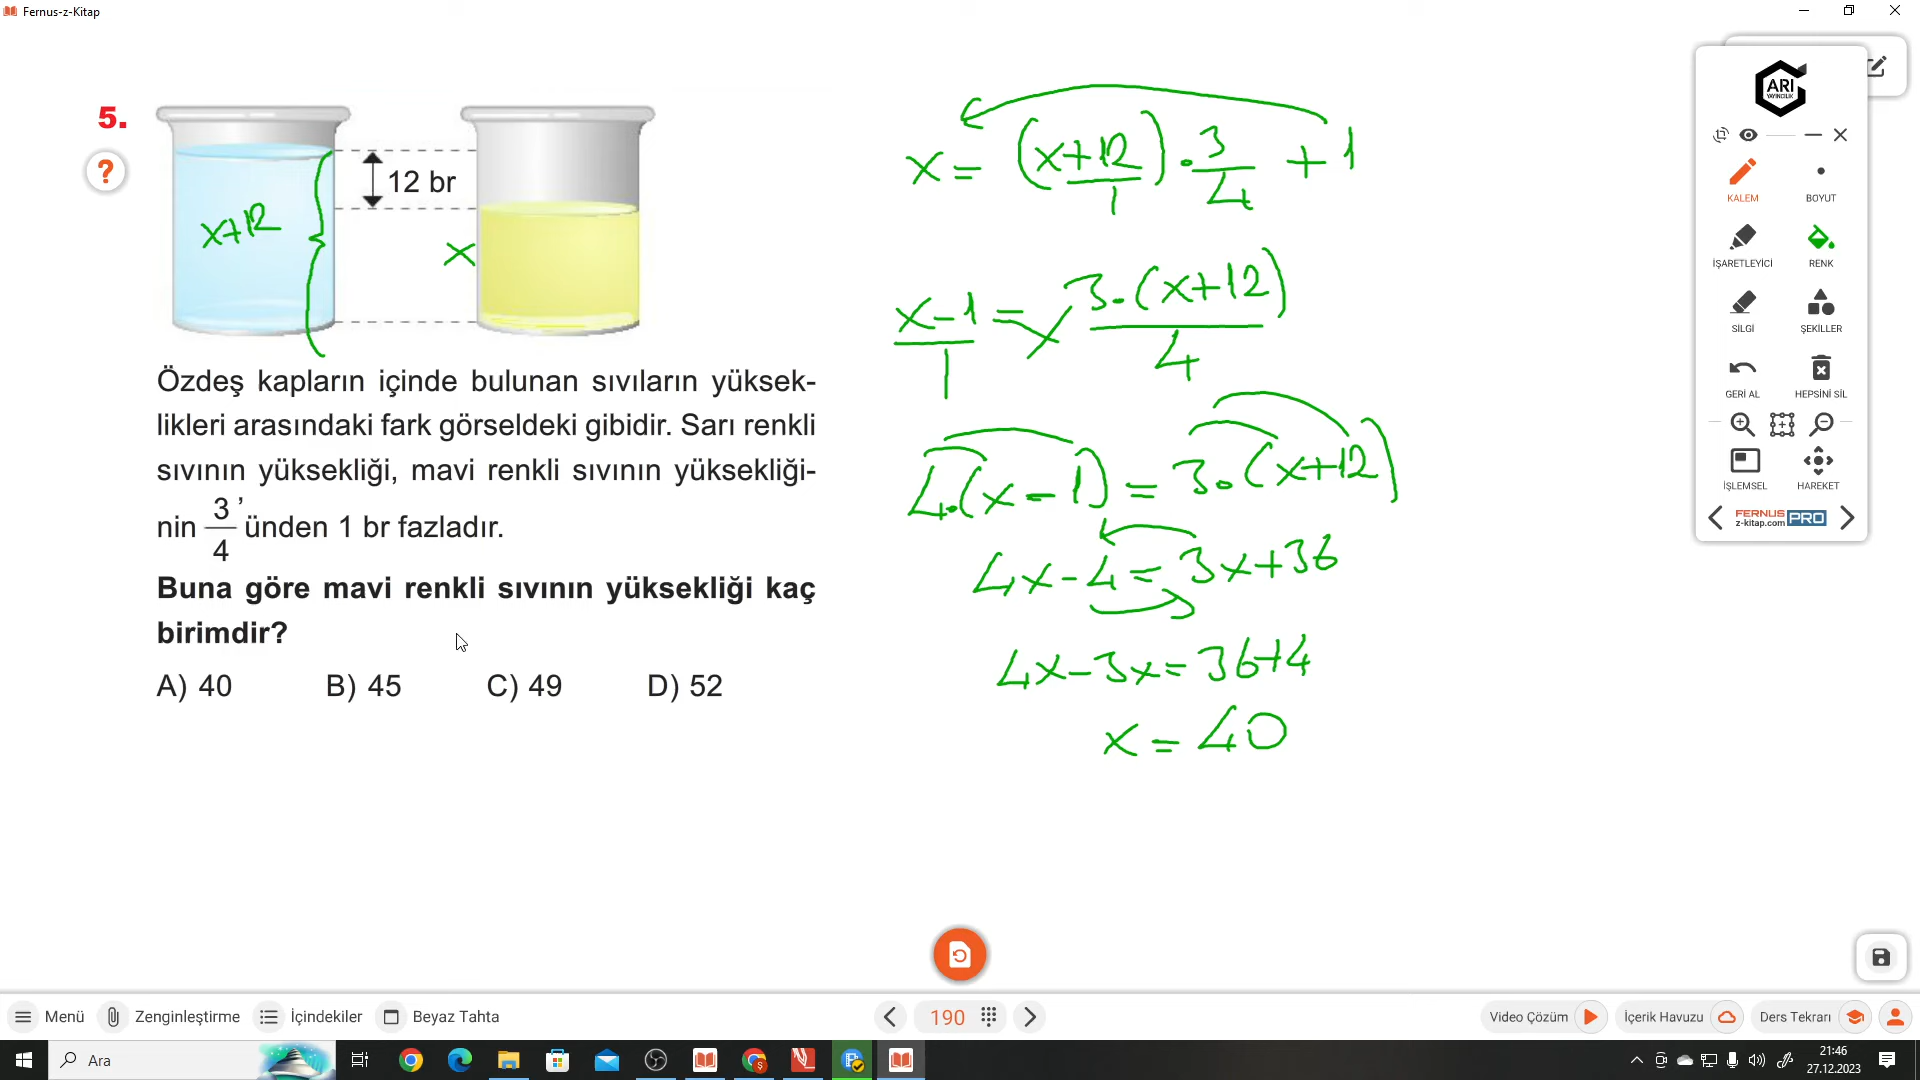 Fernus-z-Kitap
5.
?
12 br
x+12
x
Özdeş kapların içinde bulunan sıvıların yüksek-
likleri arasındaki fark görseldeki gibidir. Sarı renkli
sıvının yüksekliği, mavi renkli sıvının yüksekliği-
nin 3/4'ünden 1 br fazladır.
Buna göre mavi renkli sıvının yüksekliği kaç
birimdir?
A) 40 B) 45 C) 49 D) 52
x = (x+12)/1 . 3/4 + 1
x-1/1 = 3.(x+12)/4
4.(x-1) = 3.(x+12)
4x-4=3x+36
4x-3x=36+4
x=40
ARI
YAYINCILIK
KALEM BOYUT
İŞARETLEYİCİ RENK
SİLGİ ŞEKİLLER
GERİ AL HEPSİNİ SİL
İŞLEMSEL HAREKET
FERNUS
z-kitap.com PRO
Menü Zenginleştirme İçindekiler Beyaz Tahta 190 Video Çözüm İçerik Havuzu Ders Tekrarı
Ara
21:46
27.12.2023